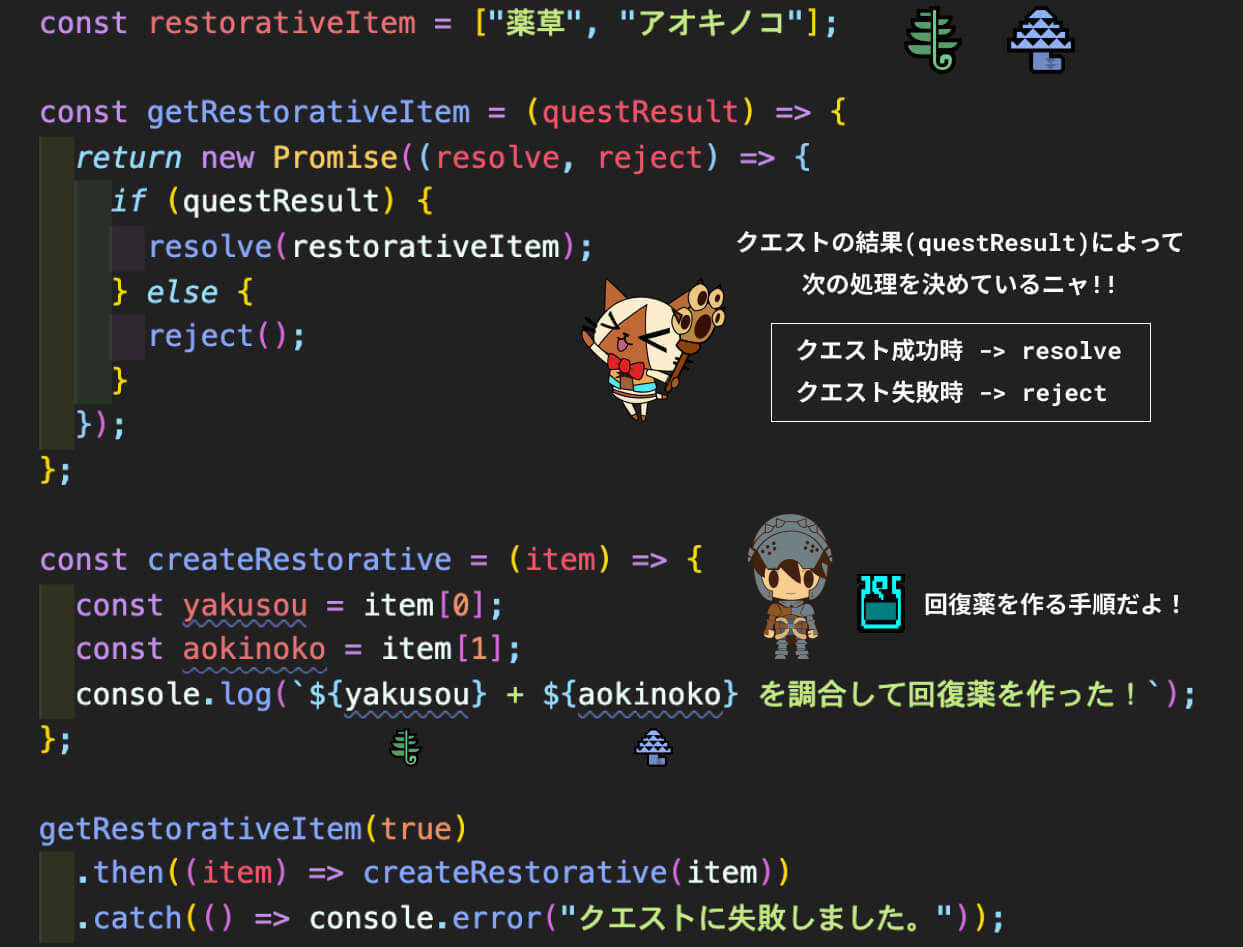 const restorativeItem = ["薬草", "アオキノコ"];
const getRestorativeItem = (questResult) => {
return new Promise((resolve, reject) => {
if (questResult) {
resolve(restorativeItem);
} else {
reject();
}
});
};
クエストの結果(questResult)によって
次の処理を決めているニャ!!
クエスト成功時 -> resolve
クエスト失敗時 -> reject
const createRestorative = (item) => {
const yakusou = item[0];
const aokinoko = item[1];
console.log(`${yakusou} + ${aokinoko} を調合して回復薬を作った！`);
};
回復薬を作る手順だよ！
getRestorativeItem(true)
.then((item) => createRestorative(item))
.catch(() => console.error("クエストに失敗しました。"));